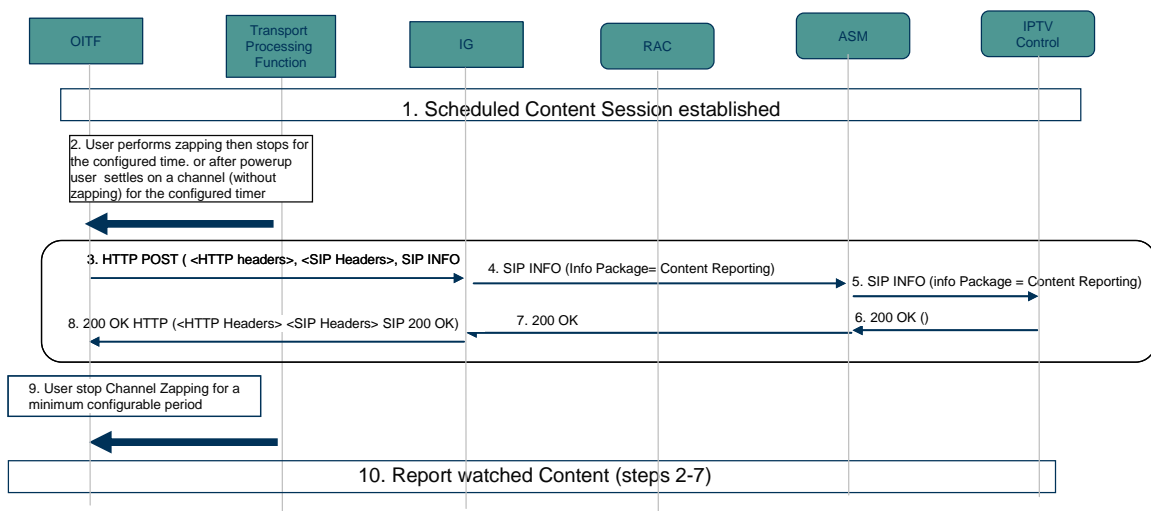 OITF
Transport
Processing
Function
IG
RAC
ASM
IPTV
Control
1. Scheduled Content Session established
2. User performs zapping then stops for
the configured time. or after powerup
user settles on a channel (without
zapping) for the configured timer
3. HTTP POST ( <HTTP headers>, <SIP Headers>, SIP INFO
4. SIP INFO (Info Package= Content Reporting)
5. SIP INFO (info Package = Content Reporting)
6. 200 OK ()
7. 200 OK
8. 200 OK HTTP (<HTTP Headers> <SIP Headers> SIP 200 OK)
9. User stop Channel Zapping for a
minimum configurable period
10. Report watched Content (steps 2-7)